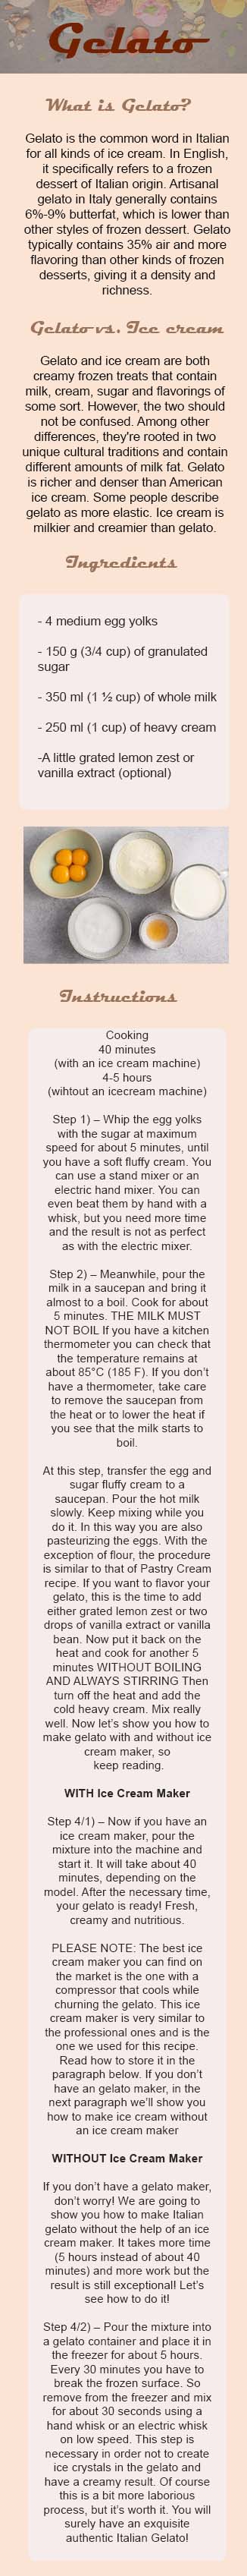 Gelato
What is Gelato?
Gelato is the common word in Italian
for all kinds of ice cream. In English,
it specifically refers to a frozen
dessert of Italian origin. Artisanal
gelato in Italy generally contains
6%-9% butterfat, which is lower than
other styles of frozen dessert. Gelato
typically contains 35% air and more
flavoring than other kinds of frozen
desserts, giving it a density and
richness.
Gelato vs. Ice cream
Gelato and ice cream are both
creamy frozen treats that contain
milk, cream, sugar and flavorings of
some sort. However, the two should
not be confused. Among other
differences, they're rooted in two
unique cultural traditions and contain
different amounts of milk fat. Gelato
is richer and denser than American
ice cream. Some people describe
gelato as more elastic. Ice cream is
milkier and creamier than gelato.
Ingredients
- 4 medium egg yolks
- 150 g (3/4 cup) of granulated
sugar
- 350 ml (1 ½ cup) of whole milk
- 250 ml (1 cup) of heavy cream
-A little grated lemon zest or
vanilla extract (optional)
Instructions
Cooking
40 minutes
(with an ice cream machine)
4-5 hours
(wihtout an icecream machine)
Step 1) – Whip the egg yolks
with the sugar at maximum
speed for about 5 minutes, until
you have a soft fluffy cream. You
can use a stand mixer or an
electric hand mixer. You can
even beat them by hand with a
whisk, but you need more time
and the result is not as perfect
as with the electric mixer.
Step 2) – Meanwhile, pour the
milk in a saucepan and bring it
almost to a boil. Cook for about
5 minutes. THE MILK MUST
NOT BOIL If you have a kitchen
thermometer you can check that
the temperature remains at
about 85°C (185 F). If you don't
have a thermometer, take care
to remove the saucepan from
the heat or to lower the heat if
you see that the milk starts to
boil.
At this step, transfer the egg and
sugar fluffy cream to a
saucepan. Pour the hot milk
slowly. Keep mixing while you
do it. In this way you are also
pasteurizing the eggs. With the
exception of flour, the procedure
is similar to that of Pastry Cream
recipe. If you want to flavor your
gelato, this is the time to add
either grated lemon zest or two
drops of vanilla extract or vanilla
bean. Now put it back on the
heat and cook for another 5
minutes WITHOUT BOILING
AND ALWAYS STIRRING Then
turn off the heat and add the
cold heavy cream. Mix really
well. Now let's show you how to
make gelato with and without ice
cream maker, so
keep reading.
WITH Ice Cream Maker
Step 4/1) – Now if you have an
ice cream maker, pour the
mixture into the machine and
start it. It will take about 40
minutes, depending on the
model. After the necessary time,
your gelato is ready! Fresh,
creamy and nutritious.
PLEASE NOTE: The best ice
cream maker you can find on
the market is the one with a
compressor that cools while
churning the gelato. This ice
cream maker is very similar to
the professional ones and is the
one we used for this recipe.
Read how to store it in the
paragraph below. If you don't
have an gelato maker, in the
next paragraph we'll show you
how to make ice cream without
an ice cream maker
WITHOUT Ice Cream Maker
If you don't have a gelato maker,
don't worry! We are going to
show you how to make Italian
gelato without the help of an ice
cream maker. It takes more time
(5 hours instead of about 40
minutes) and more work but the
result is still exceptional! Let's
see how to do it!
Step 4/2) – Pour the mixture into
a gelato container and place it in
the freezer for about 5 hours.
Every 30 minutes you have to
break the frozen surface. So
remove from the freezer and mix
for about 30 seconds using a
hand whisk or an electric whisk
on low speed. This step is
necessary in order not to create
ice crystals in the gelato and
have a creamy result. Of course
this is a bit more laborious
process, but it's worth it. You will
surely have an exquisite
authentic Italian Gelato!